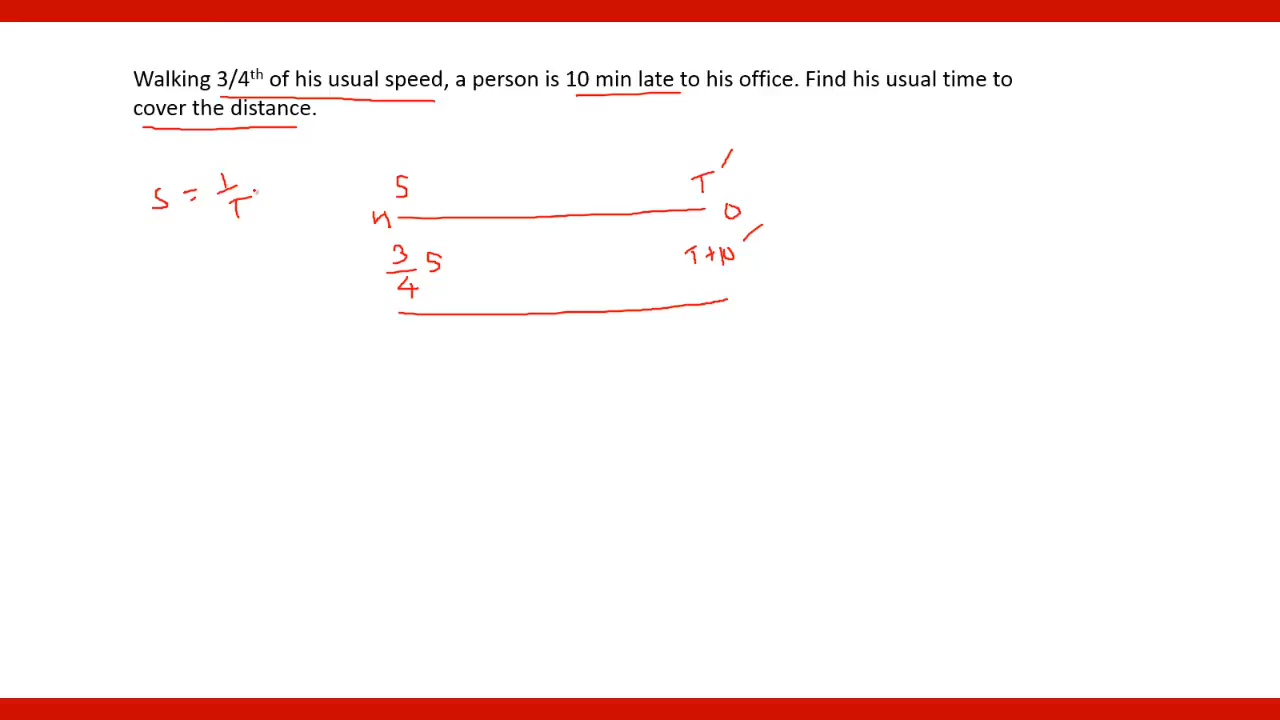 Walking 3/4th of his usual speed, a person is 10 min late to his office. Find his usual time to
cover the distance.
S = 1/T
S T
H O
3/4 S T+10